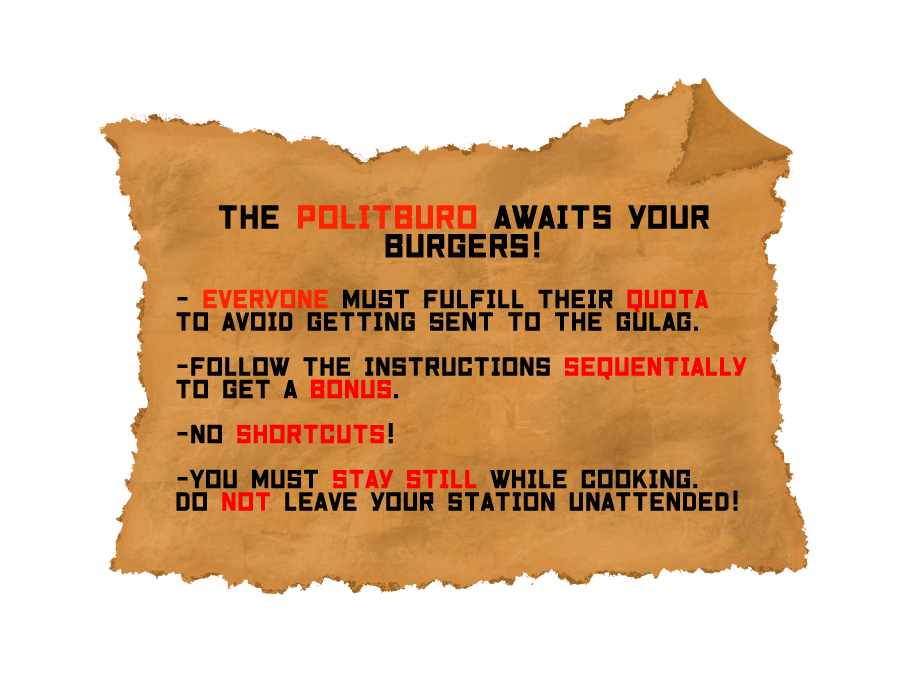 THE POLITBURO AWAITS YOUR
BURGERS!
- EVERYONE MUST FULFILL THEIR QUOTA
TO AVOID GETTING SENT TO THE GULAG.
-FOLLOW THE INSTRUCTIONS SEQUENTIALLY
TO GET A BONUS.
-NO SHORTCUTS!
-YOU MUST STAY STILL WHILE COOKING.
DO NOT LEAVE YOUR STATION UNATTENDED!